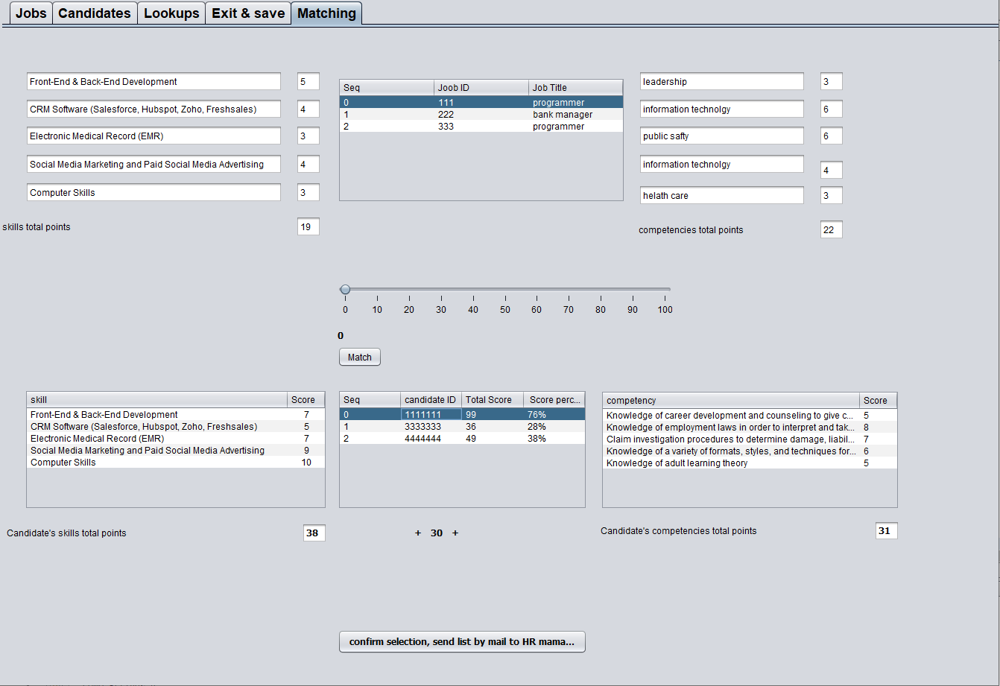 Jobs Candidates Lookups Exit & save Matching
Front-End & Back-End Development 5
CRM Software (Salesforce, Hubspot, Zoho, Freshsales) 4
Electronic Medical Record (EMR) 3
Social Media Marketing and Paid Social Media Advertising 4
Computer Skills 3
skills total points 19
Seq Joob ID Job Title
0 111 programmer
1 222 bank manager
2 333 programmer
leadership 3
information technolgy 6
public safty 6
information technolgy 4
helath care 3
competencies total points 22
0 10 20 30 40 50 60 70 80 90 100
0
Match
skill Score
Front-End & Back-End Development 7
CRM Software (Salesforce, Hubspot, Zoho, Freshsales) 5
Electronic Medical Record (EMR) 7
Social Media Marketing and Paid Social Media Advertising 9
Computer Skills 10
Candidate's skills total points 38
Seq candidate ID Total Score Score perc...
0 1111111 99 76%
1 3333333 36 28%
2 4444444 49 38%
+ 30 +
competency Score
Knowledge of career development and counseling to give c... 5
Knowledge of employment laws in order to interpret and tak... 8
Claim investigation procedures to determine damage, liabil... 7
Knowledge of a variety of formats, styles, and techniques for... 6
Knowledge of adult learning theory 5
Candidate's competencies total points 31
confirm selection, send list by mail to HR mama...